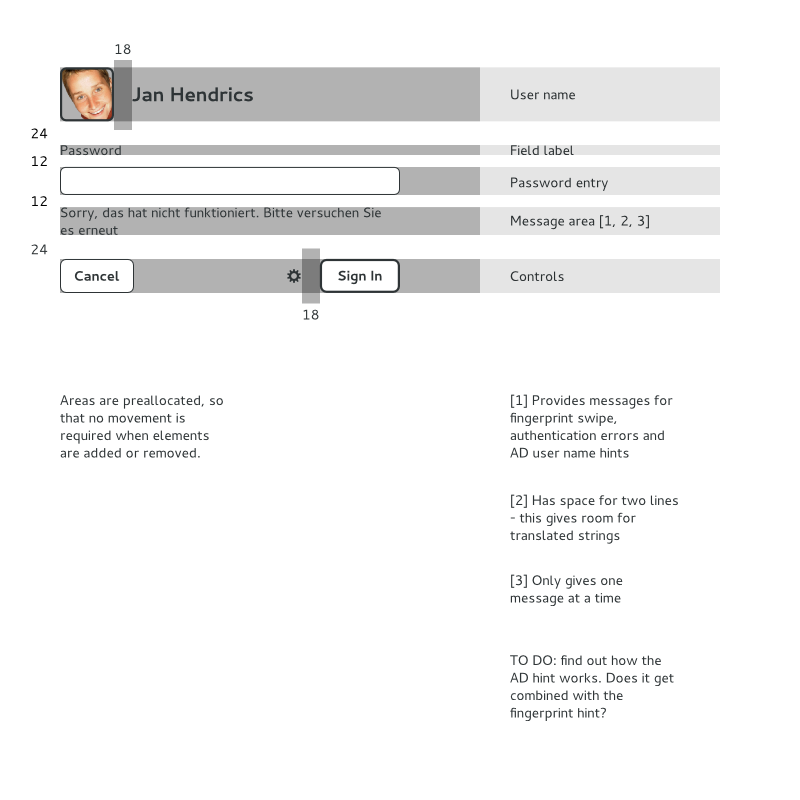 18
Jan Hendrics
User name
24
Password
Field label
12
Password entry
12
Sorry, das hat nicht funktioniert. Bitte versuchen Sie
es erneut
Message area [1, 2, 3]
24
Cancel
Sign In
Controls
18
Areas are preallocated, so
that no movement is
required when elements
are added or removed.
[1] Provides messages for
fingerprint swipe,
authentication errors and
AD user name hints
[2] Has space for two lines
- this gives room for
translated strings
[3] Only gives one
message at a time
TO DO: find out how the
AD hint works. Does it get
combined with the
fingerprint hint?